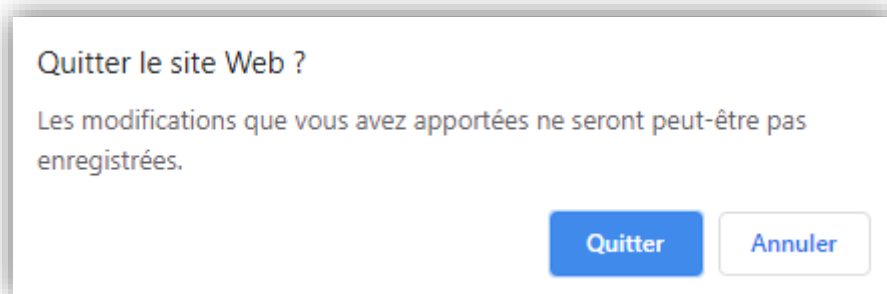 Quitter le site Web ?
Les modifications que vous avez apportées ne seront peut-être pas
enregistrées.
Quitter
Annuler